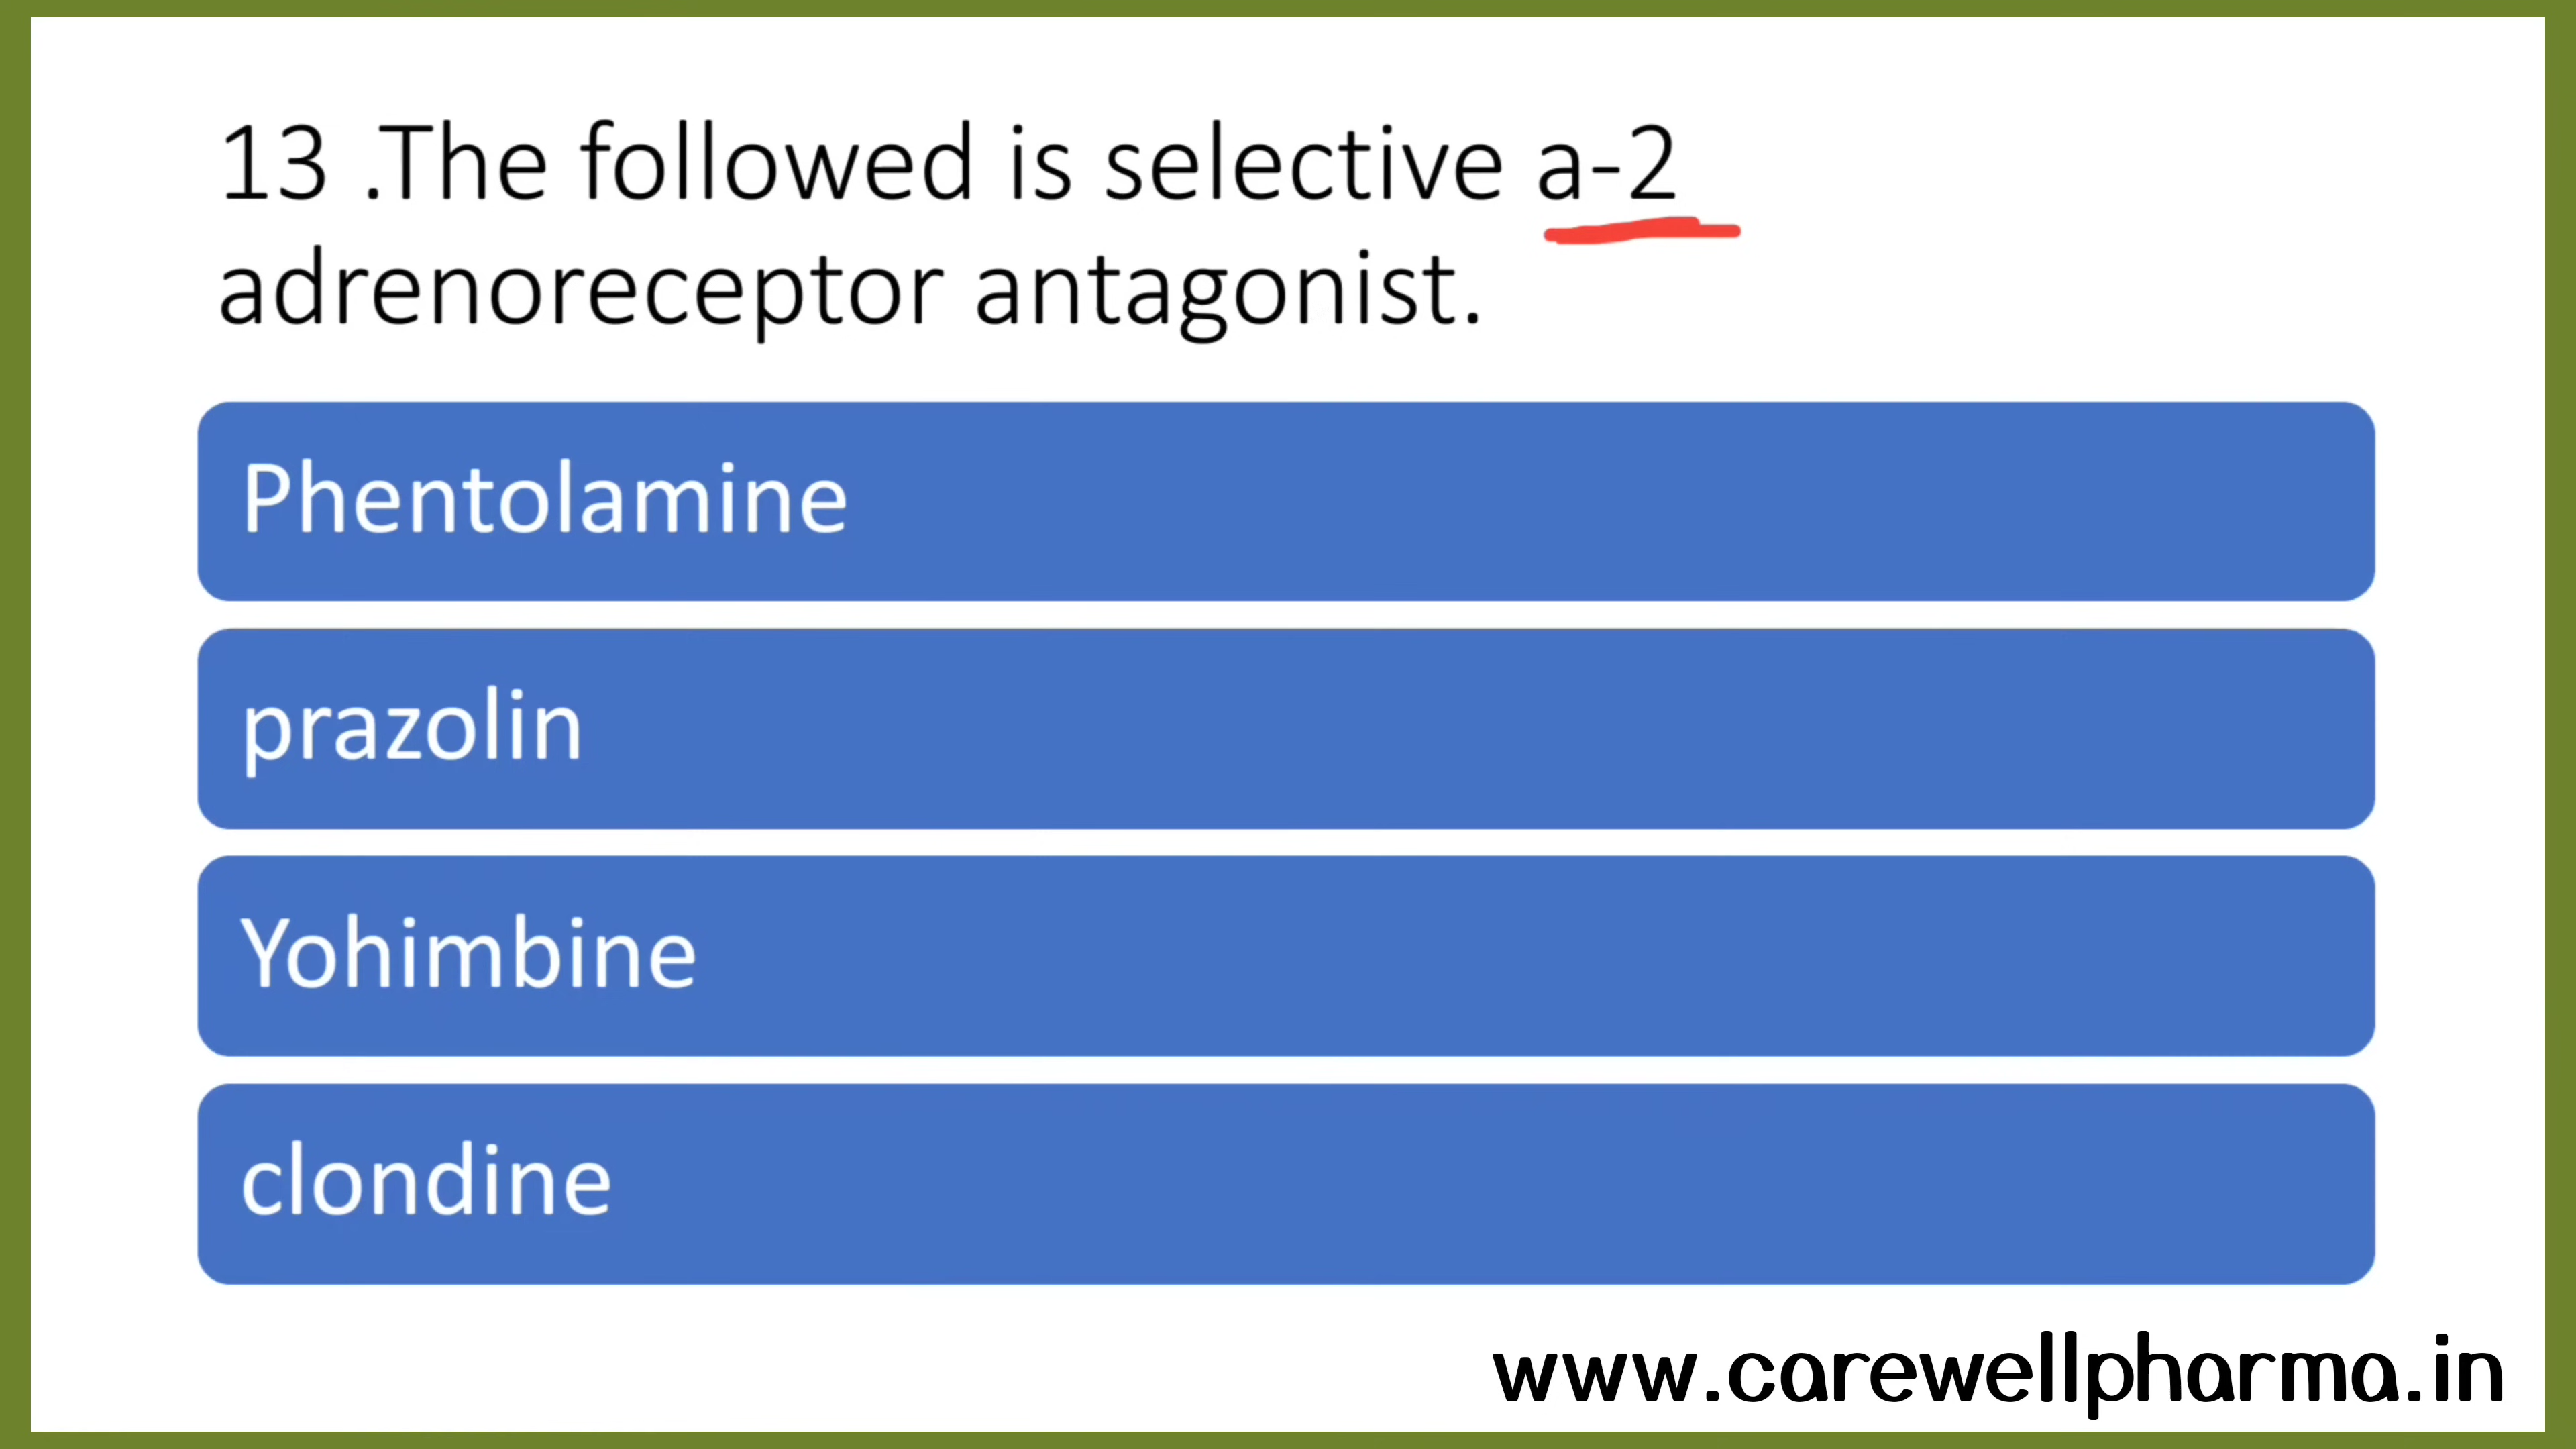 13 .The followed is selective a-2
adrenoreceptor antagonist.
Phentolamine
prazolin
Yohimbine
clondine
www.carewellpharma.in